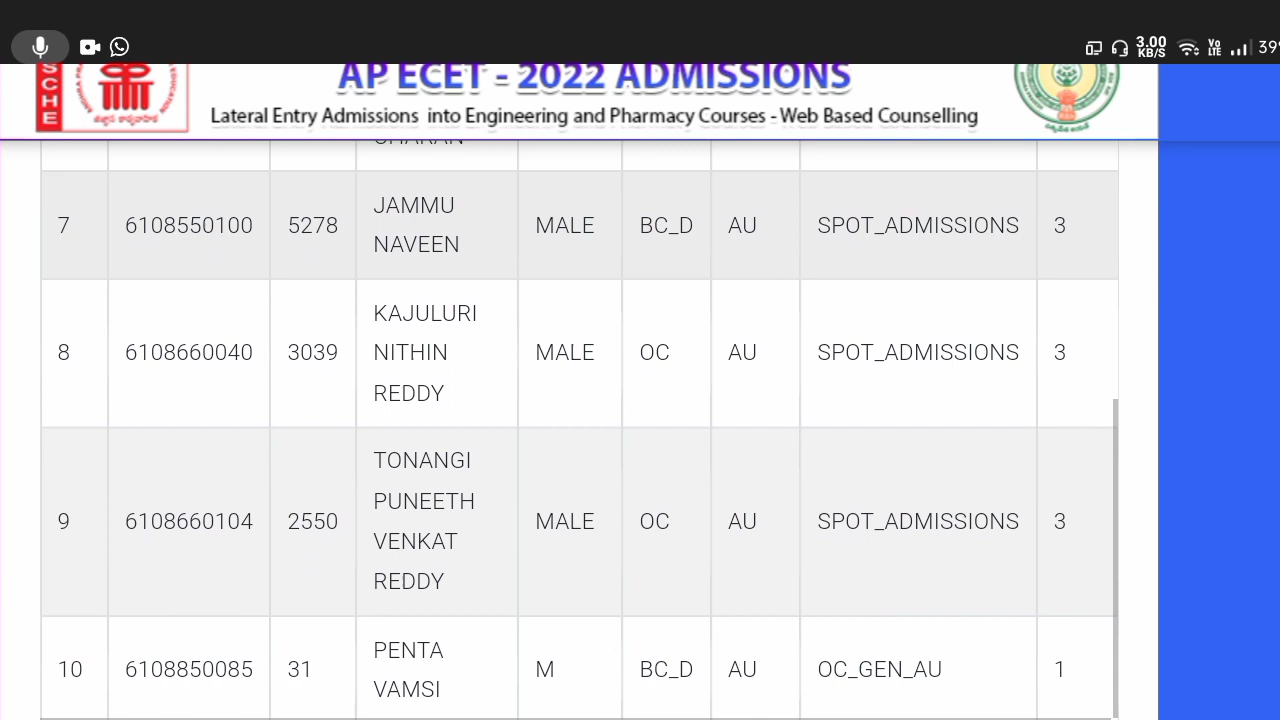 3.00
KB/S
Vo
LTE
39
SCHE
AP ECET - 2022 ADMISSIONS
Lateral Entry Admissions into Engineering and Pharmacy Courses - Web Based Counselling
7 6108550100 5278 JAMMU NAVEEN MALE BC_D AU SPOT_ADMISSIONS 3
8 6108660040 3039 KAJULURI NITHIN REDDY MALE OC AU SPOT_ADMISSIONS 3
9 6108660104 2550 TONANGI PUNEETH VENKAT REDDY MALE OC AU SPOT_ADMISSIONS 3
10 6108850085 31 PENTA VAMSI M BC_D AU OC_GEN_AU 1